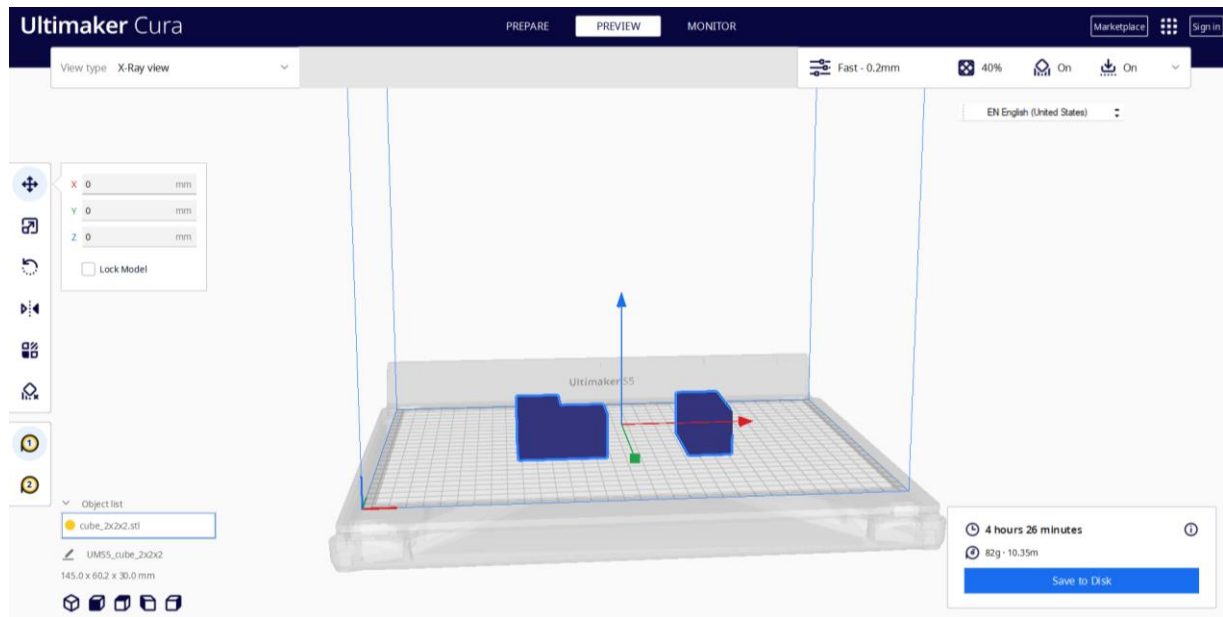 Ultimaker Cura
PREPARE PREVIEW MONITOR
Marketplace Sign in
View type X-Ray view
Fast - 0.2mm 40% On On
EN English (United States)
X 0 mm
Y 0 mm
Z 0 mm
Lock Model
Ultimaker S5
1
2
Object list
cube_2x2x2.stl
UMS5_cube_2x2x2
145.0 x 60.2 x 30.0 mm
4 hours 26 minutes
82g · 10.35m
Save to Disk